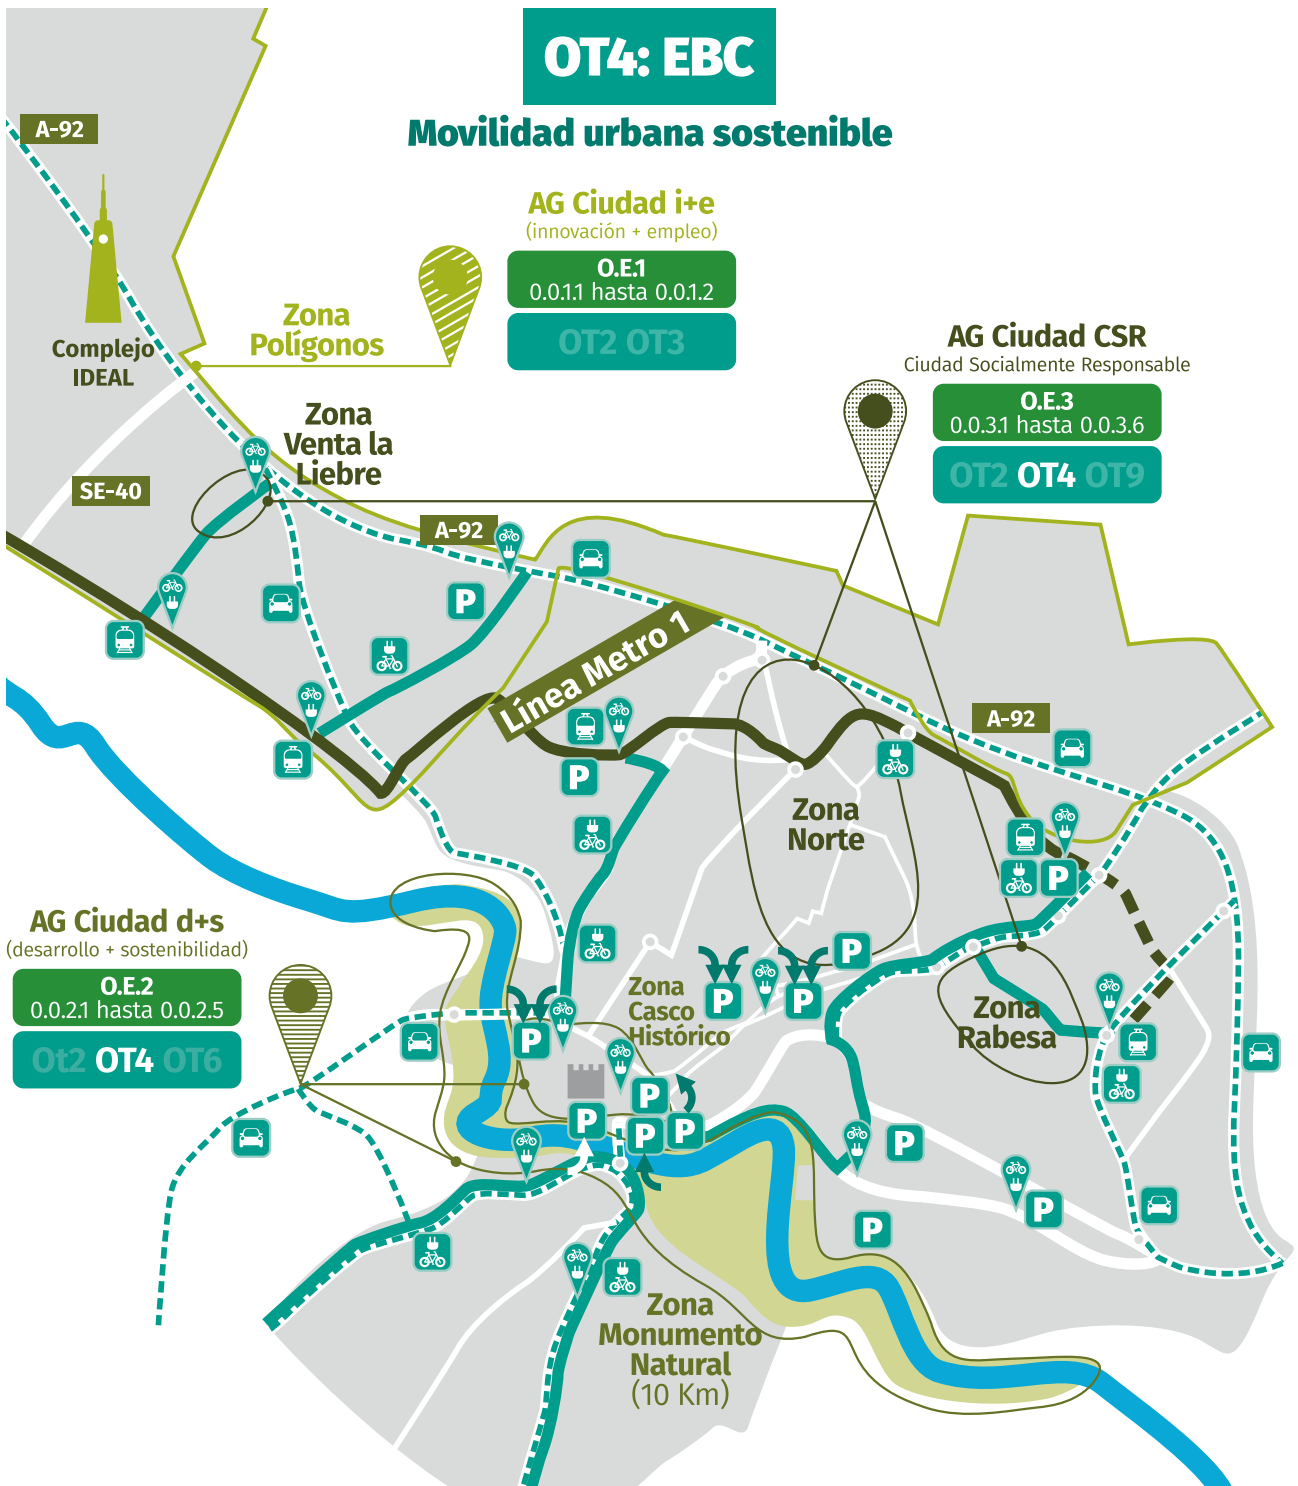 OT4: EBC
Movilidad urbana sostenible
A-92
AG Ciudad i+e
(innovación + empleo)
O.E.1
0.0.1.1 hasta 0.0.1.2
OT2 OT3
Zona
Polígonos
Complejo
IDEAL
AG Ciudad CSR
Ciudad Socialmente Responsable
O.E.3
0.0.3.1 hasta 0.0.3.6
OT2 OT4 OT9
Zona
Venta la
Liebre
SE-40
A-92
P
Línea Metro 1
A-92
P
Zona
Norte
P
AG Ciudad d+s
(desarrollo + sostenibilidad)
O.E.2
0.0.2.1 hasta 0.0.2.5
Ot2 OT4 OT6
P
Zona
Casco
Histórico
P
P
P
Zona
Rabesa
P
P
P
P
P
P
P
Zona
Monumento
Natural
(10 Km)